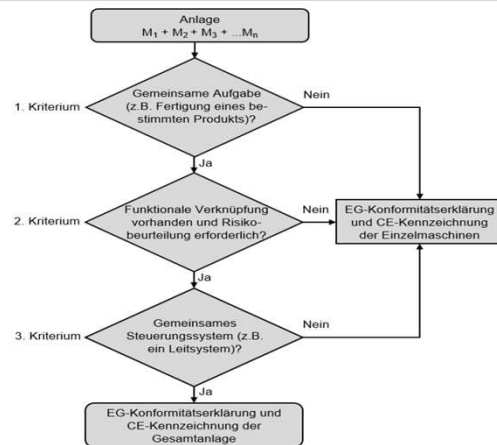 Anlage
M₁ + M₂ + M₃ + ...Mₙ
1. Kriterium
Gemeinsame Aufgabe
(z.B. Fertigung eines be-
stimmten Produkts)?
Nein
Ja
2. Kriterium
Funktionale Verknüpfung
vorhanden und Risiko-
beurteilung erforderlich?
Nein
EG-Konformitätserklärung
und CE-Kennzeichnung
der Einzelmaschinen
Ja
3. Kriterium
Gemeinsames
Steuerungssystem (z.B.
ein Leitsystem)?
Nein
Ja
EG-Konformitätserklärung und
CE-Kennzeichnung der
Gesamtanlage